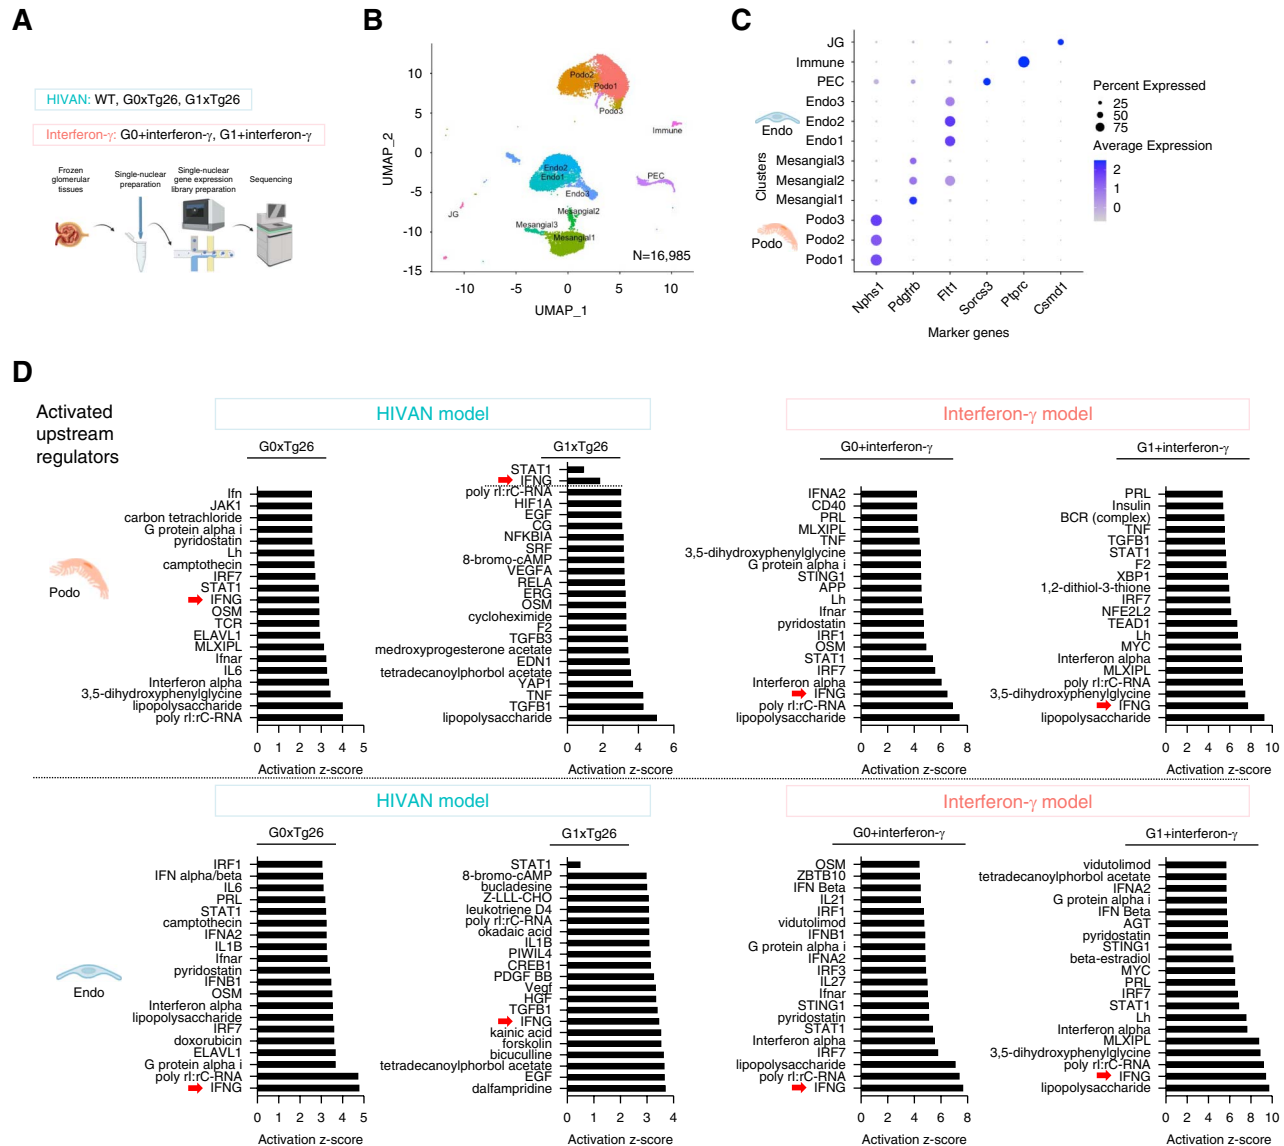 A
HIVAN: WT, G0xTg26, G1xTg26
Interferon-γ: G0+interferon-γ, G1+interferon-γ
Frozen
glomerular
tissues
Single-nuclear
preparation
Single-nuclear
gene expression
library preparation
Sequencing
B
UMAP_2
10
5
0
-5
-10
-15
Podo2
Podo1
Podo3
Immune
Endo2
Endo1
Endo3
PEC
JG
Mesangial2
Mesangial3
Mesangial1
N=16,985
-10
-5
0
5
10
UMAP_1
C
Clusters
Endo
Podo
JG
Immune
PEC
Endo3
Endo2
Endo1
Mesangial3
Mesangial2
Mesangial1
Podo3
Podo2
Podo1
Nphs1
Pdgfrb
Flt1
Sorcs3
Ptprc
Csmd1
Marker genes
Percent Expressed
25
50
75
Average Expression
2
1
0
D
Activated
upstream
regulators
HIVAN model
Interferon-γ model
Podo
G0xTg26
Ifn
JAK1
carbon tetrachloride
G protein alpha i
pyridostatin
Lh
camptothecin
IRF7
STAT1
IFNG
OSM
TCR
ELAVL1
MLXIPL
Ifnar
IL6
Interferon alpha
3,5-dihydroxyphenylglycine
lipopolysaccharide
poly rI:rC-RNA
0 1 2 3 4 5
Activation z-score
G1xTg26
STAT1
IFNG
poly rI:rC-RNA
HIF1A
EGF
CG
NFKBIA
SRF
8-bromo-cAMP
VEGFA
RELA
ERG
OSM
cycloheximide
F2
TGFB3
medroxyprogesterone acetate
EDN1
tetradecanoylphorbol acetate
YAP1
TNF
TGFB1
lipopolysaccharide
0 2 4 6
Activation z-score
G0+interferon-γ
IFNA2
CD40
PRL
MLXIPL
TNF
3,5-dihydroxyphenylglycine
G protein alpha i
STING1
APP
Lh
Ifnar
pyridostatin
IRF1
OSM
STAT1
IRF7
Interferon alpha
IFNG
poly rI:rC-RNA
lipopolysaccharide
0 2 4 6 8
Activation z-score
G1+interferon-γ
PRL
Insulin
BCR (complex)
TNF
TGFB1
STAT1
F2
XBP1
1,2-dithiol-3-thione
IRF7
NFE2L2
TEAD1
Lh
MYC
Interferon alpha
MLXIPL
poly rI:rC-RNA
3,5-dihydroxyphenylglycine
IFNG
lipopolysaccharide
0 2 4 6 8 10
Activation z-score
HIVAN model
Interferon-γ model
Endo
G0xTg26
IRF1
IFN alpha/beta
IL6
PRL
STAT1
camptothecin
IFNA2
IL1B
Ifnar
pyridostatin
IFNB1
OSM
Interferon alpha
lipopolysaccharide
IRF7
doxorubicin
ELAVL1
G protein alpha i
poly rI:rC-RNA
IFNG
0 1 2 3 4 5
Activation z-score
G1xTg26
STAT1
8-bromo-cAMP
bucladesine
Z-LLL-CHO
leukotriene D4
poly rI:rC-RNA
okadaic acid
IL1B
PIWIL4
CREB1
PDGF BB
Vegf
HGF
TGFB1
IFNG
kainic acid
forskolin
bicuculline
tetradecanoylphorbol acetate
EGF
dalfampridine
0 1 2 3 4
Activation z-score
G0+interferon-γ
OSM
ZBTB10
IFN Beta
IL21
IRF1
vidutolimod
IFNB1
G protein alpha i
IFNA2
IRF3
IL27
Ifnar
STING1
pyridostatin
STAT1
Interferon alpha
IRF7
lipopolysaccharide
poly rI:rC-RNA
IFNG
0 2 4 6 8
Activation z-score
G1+interferon-γ
vidutolimod
tetradecanoylphorbol acetate
IFNA2
G protein alpha i
IFN Beta
AGT
pyridostatin
STING1
beta-estradiol
MYC
PRL
IRF7
STAT1
Lh
Interferon alpha
MLXIPL
3,5-dihydroxyphenylglycine
poly rI:rC-RNA
IFNG
lipopolysaccharide
0 2 4 6 8 10
Activation z-score